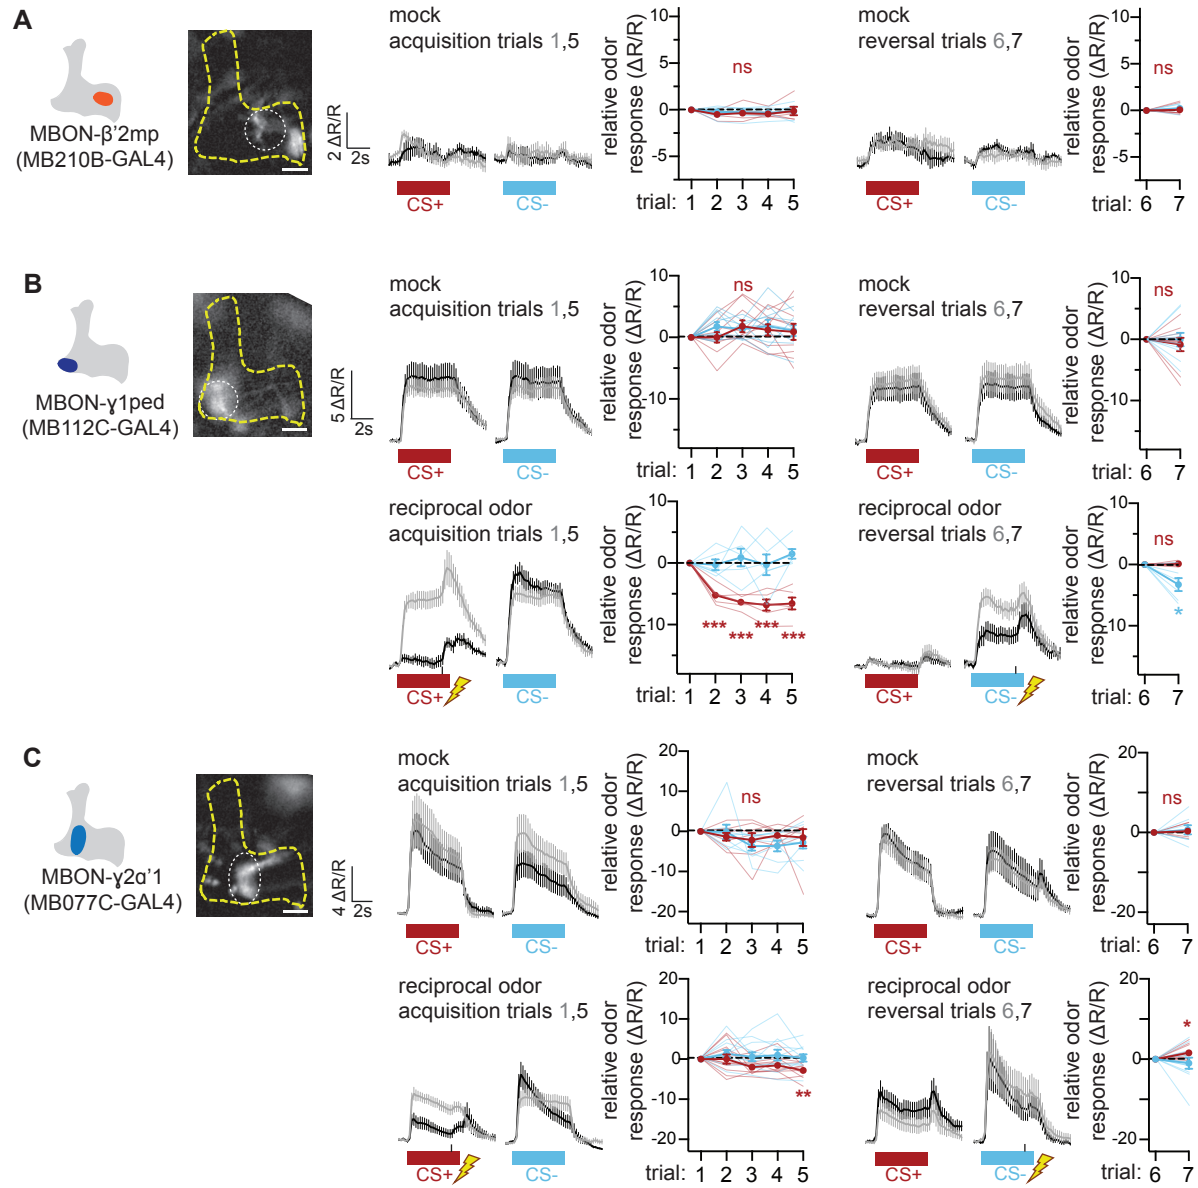 A
MBON-β'2mp
(MB210B-GAL4)
2 ΔR/R
2s
mock
acquisition trials 1,5
CS+
CS-
relative odor
response (ΔR/R)
10
5
0
-5
ns
trial: 1 2 3 4 5
mock
reversal trials 6,7
CS+
CS-
relative odor
response (ΔR/R)
10
5
0
-5
ns
trial: 6 7
B
MBON-ɣ1ped
(MB112C-GAL4)
5 ΔR/R
2s
mock
acquisition trials 1,5
CS+
CS-
relative odor
response (ΔR/R)
10
0
-10
ns
trial: 1 2 3 4 5
mock
reversal trials 6,7
CS+
CS-
relative odor
response (ΔR/R)
10
0
-10
ns
trial: 6 7
reciprocal odor
acquisition trials 1,5
CS+
CS-
relative odor
response (ΔR/R)
10
0
10
*** *** *** ***
trial: 1 2 3 4 5
reciprocal odor
reversal trials 6,7
CS+
CS-
relative odor
response (ΔR/R)
10
0
-10
ns
*
trial: 6 7
C
MBON-ɣ2α'1
(MB077C-GAL4)
4 ΔR/R
2s
mock
acquisition trials 1,5
CS+
CS-
relative odor
response (ΔR/R)
20
10
0
-10
-20
ns
trial: 1 2 3 4 5
mock
reversal trials 6,7
CS+
CS-
relative odor
response (ΔR/R)
20
0
-20
ns
trial: 6 7
reciprocal odor
acquisition trials 1,5
CS+
CS-
relative odor
response (ΔR/R)
20
10
0
-10
-20
**
trial: 1 2 3 4 5
reciprocal odor
reversal trials 6,7
CS+
CS-
relative odor
response (ΔR/R)
20
0
-20
*
trial: 6 7